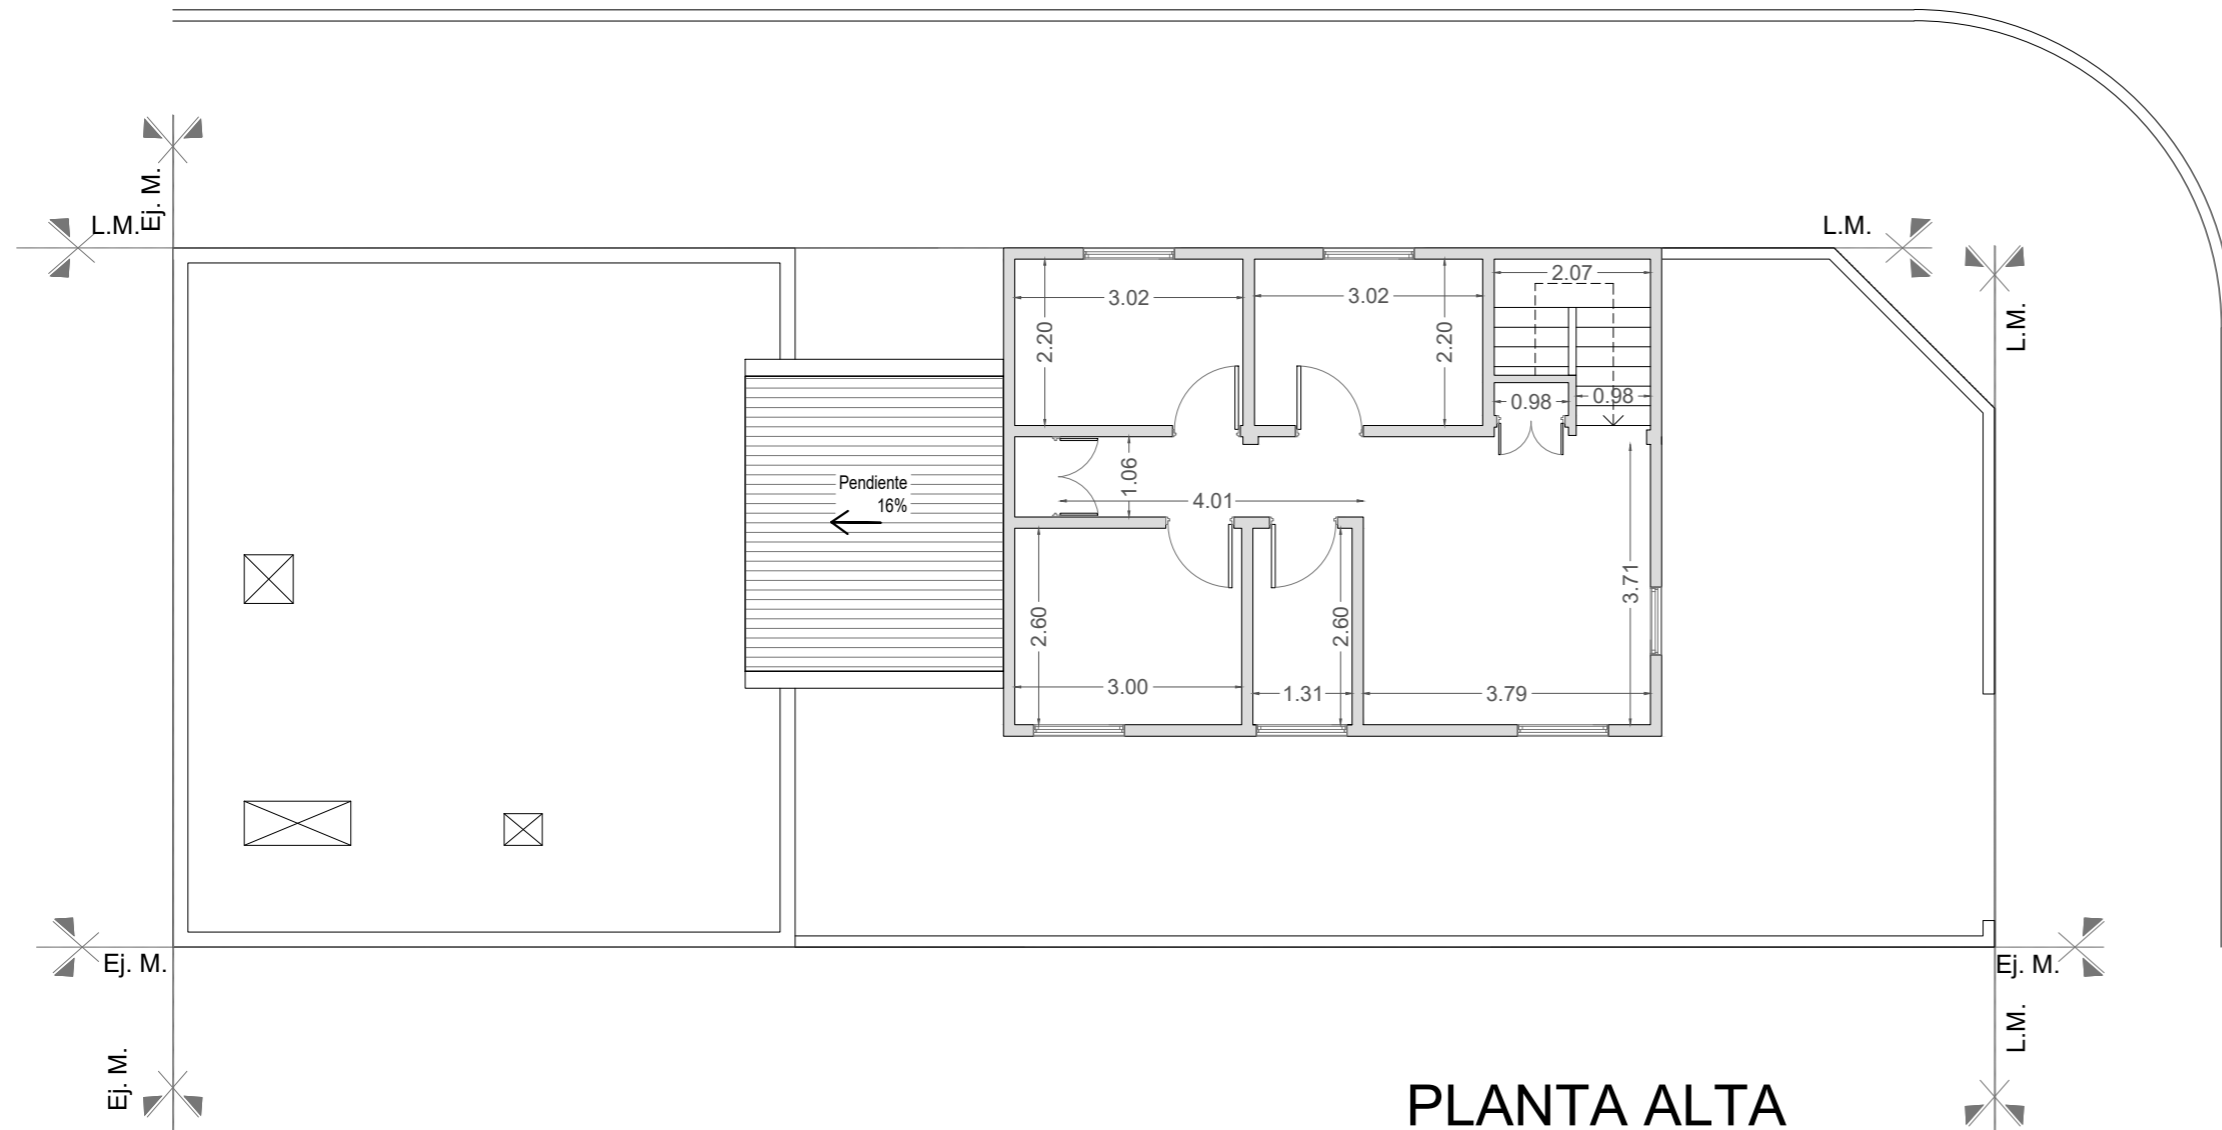 Ej. M.
L.M.
L.M.
L.M.
2.07
3.02
3.02
2.20
2.20
0.98
0.98
1.06
4.01
Pendiente
16%
3.71
2.60
2.60
3.00
1.31
3.79
Ej. M.
Ej. M.
Ej. M.
L.M.
PLANTA ALTA